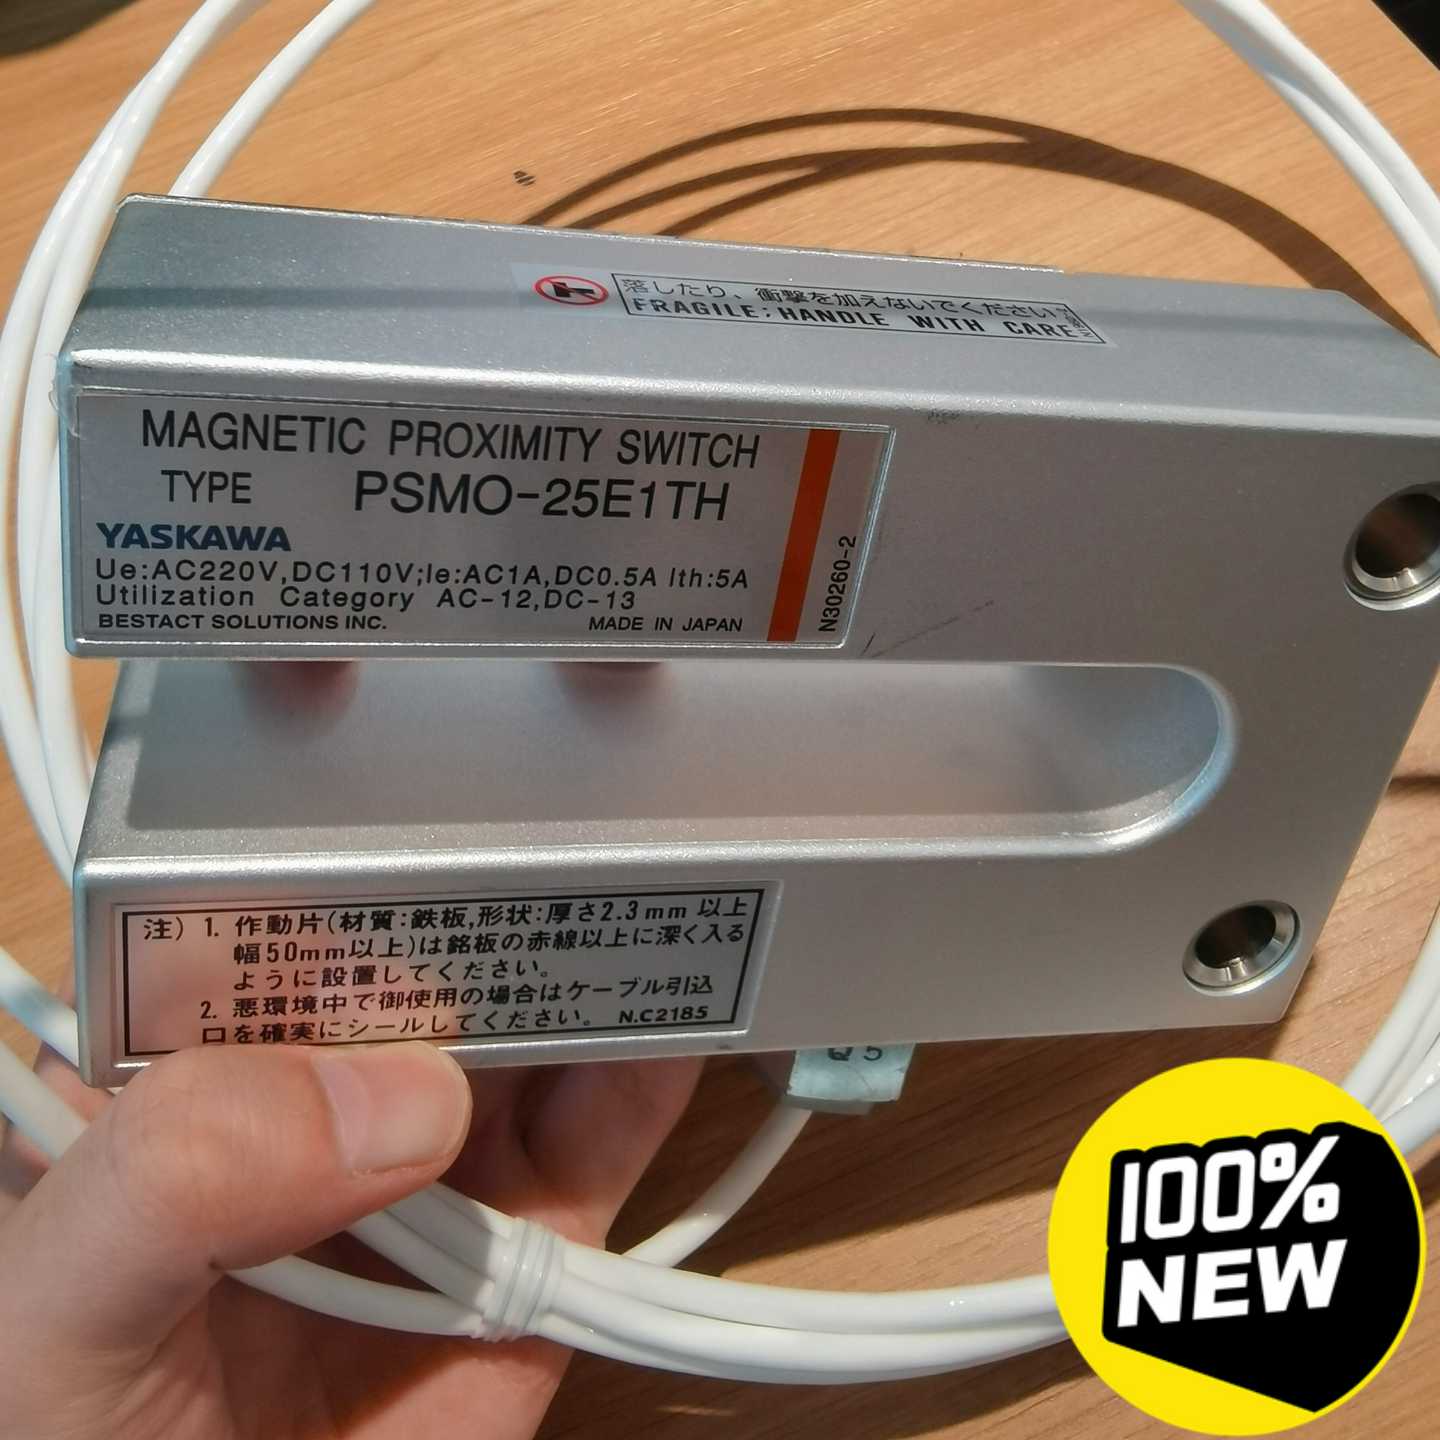 落したり、衝撃を加えないでください
FRAGILE; HANDLE WITH CARE
MAGNETIC PROXIMITY SWITCH
TYPE PSMO-25E1TH
YASKAWA
Ue:AC220V,DC110V;Ie:AC1A,DC0.5A Ith:5A
Utilization Category AC-12,DC-13
BESTACT SOLUTIONS INC. MADE IN JAPAN
N30260-2
注) 1. 作動片(材質:鉄板,形状:厚さ2.3mm以上
幅50mm以上)は銘板の赤線以上に深く入る
ように設置してください。
2. 悪環境中で御使用の場合はケーブル引込
口を確実にシールしてください。 N.C2185
Q5
100%
NEW